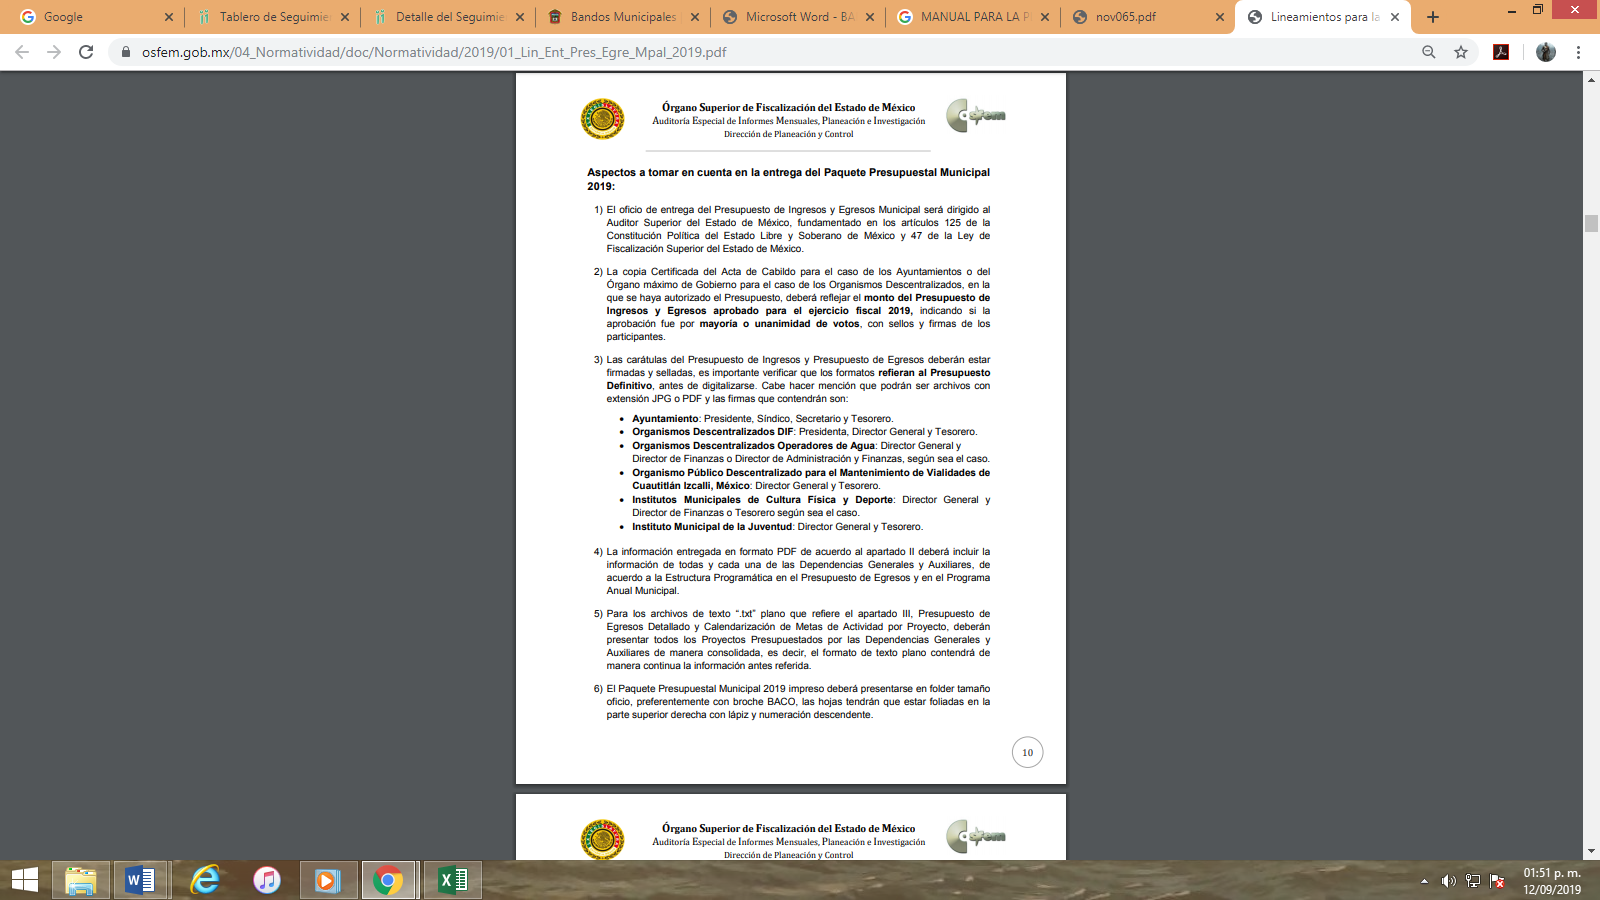 Google
Tablero de Seguimie
Detalle del Seguimie
Bandos Municipales
Microsoft Word - BA
MANUAL PARA LA P
nov065.pdf
Lineamientos para la
osfem.gob.mx/04_Normatividad/doc/Normatividad/2019/01_Lin_Ent_Pres_Egre_Mpal_2019.pdf
Órgano Superior de Fiscalización del Estado de México
Auditoría Especial de Informes Mensuales, Planeación e Investigación
Dirección de Planeación y Control
osfem
Aspectos a tomar en cuenta en la entrega del Paquete Presupuestal Municipal
2019:
1) El oficio de entrega del Presupuesto de Ingresos y Egresos Municipal será dirigido al
Auditor Superior del Estado de México, fundamentado en los artículos 125 de la
Constitución Política del Estado Libre y Soberano de México y 47 de la Ley de
Fiscalización Superior del Estado de México.
2) La copia Certificada del Acta de Cabildo para el caso de los Ayuntamientos o del
Órgano máximo de Gobierno para el caso de los Organismos Descentralizados, en la
que se haya autorizado el Presupuesto, deberá reflejar el monto del Presupuesto de
Ingresos y Egresos aprobado para el ejercicio fiscal 2019, indicando si la
aprobación fue por mayoría o unanimidad de votos, con sellos y firmas de los
participantes.
3) Las carátulas del Presupuesto de Ingresos y Presupuesto de Egresos deberán estar
firmadas y selladas, es importante verificar que los formatos refieran al Presupuesto
Definitivo, antes de digitalizarse. Cabe hacer mención que podrán ser archivos con
extensión JPG o PDF y las firmas que contendrán son:
• Ayuntamiento: Presidente, Síndico, Secretario y Tesorero.
• Organismos Descentralizados DIF: Presidenta, Director General y Tesorero.
• Organismos Descentralizados Operadores de Agua: Director General y
Director de Finanzas o Director de Administración y Finanzas, según sea el caso.
• Organismo Público Descentralizado para el Mantenimiento de Vialidades de
Cuautitlán Izcalli, México: Director General y Tesorero.
• Institutos Municipales de Cultura Física y Deporte: Director General y
Director de Finanzas o Tesorero según sea el caso.
• Instituto Municipal de la Juventud: Director General y Tesorero.
4) La información entregada en formato PDF de acuerdo al apartado II deberá incluir la
información de todas y cada una de las Dependencias Generales y Auxiliares, de
acuerdo a la Estructura Programática en el Presupuesto de Egresos y en el Programa
Anual Municipal.
5) Para los archivos de texto “.txt” plano que refiere el apartado III, Presupuesto de
Egresos Detallado y Calendarización de Metas de Actividad por Proyecto, deberán
presentar todos los Proyectos Presupuestados por las Dependencias Generales y
Auxiliares de manera consolidada, es decir, el formato de texto plano contendrá de
manera continua la información antes referida.
6) El Paquete Presupuestal Municipal 2019 impreso deberá presentarse en folder tamaño
oficio, preferentemente con broche BACO, las hojas tendrán que estar foliadas en la
parte superior derecha con lápiz y numeración descendente.
10
Órgano Superior de Fiscalización del Estado de México
Auditoría Especial de Informes Mensuales, Planeación e Investigación
Dirección de Planeación y Control
osfem
01:51 p. m.
12/09/2019